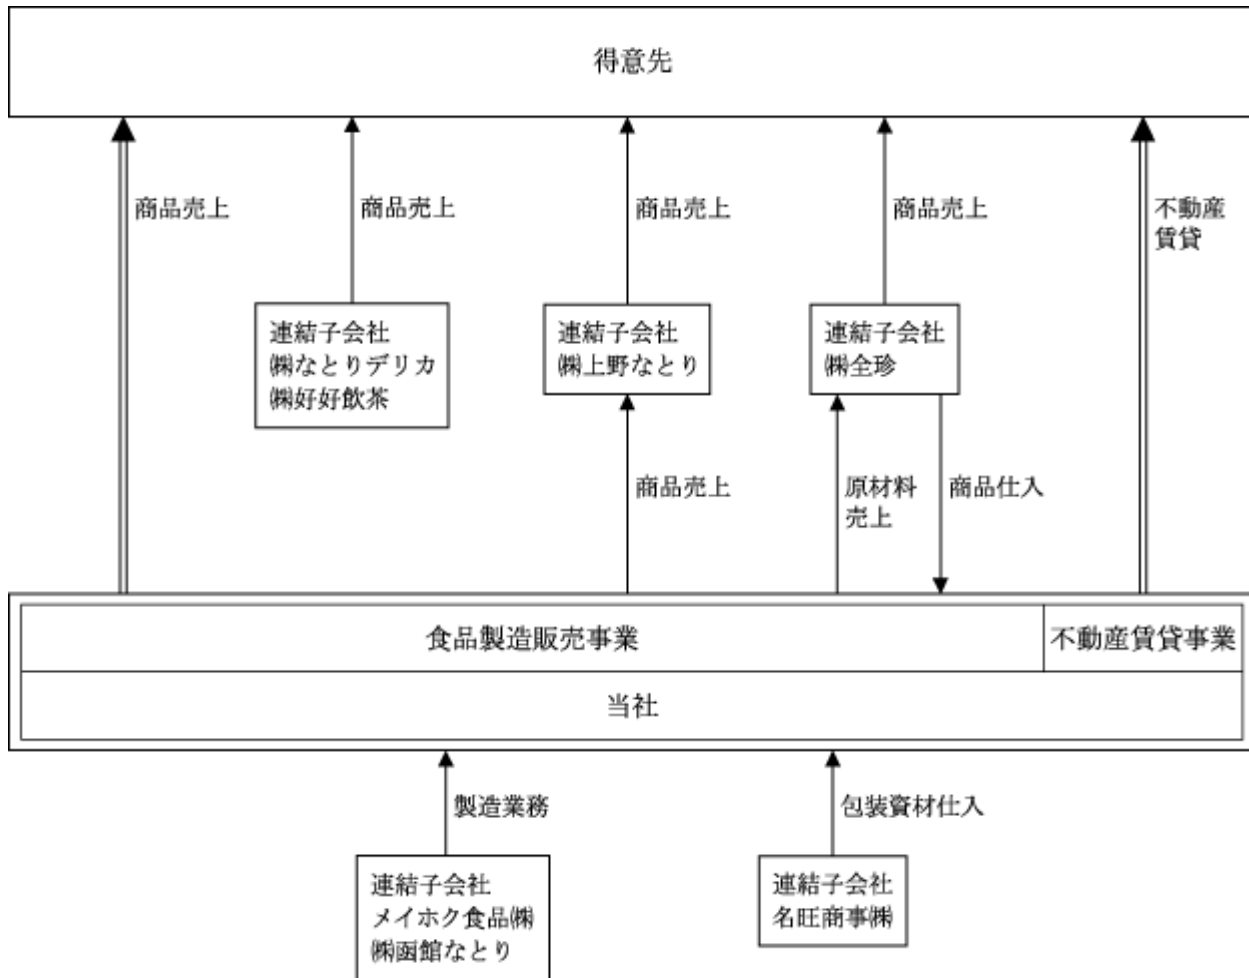 得意先
商品売上
商品売上
商品売上
商品売上
不動産
賃貸
連結子会社
㈱なとりデリカ
㈱好好飲茶
連結子会社
㈱上野なとり
連結子会社
㈱全珍
商品売上
原材料
売上
商品仕入
食品製造販売事業
不動産賃貸事業
当社
製造業務
包装資材仕入
連結子会社
メイホク食品㈱
㈱函館なとり
連結子会社
名旺商事㈱